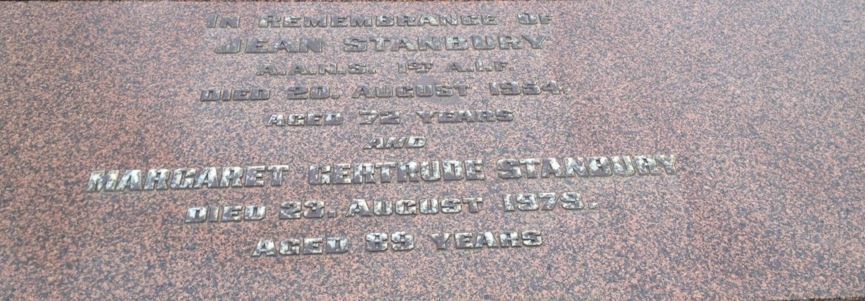 IN REMEMBRANCE OF
JEAN STANBURY
A.A.N.S. 1ST A.I.F.
DIED 20. AUGUST 1954.
AGED 72 YEARS
AND
MARGARET GERTRUDE STANBURY
DIED 23. AUGUST 1979.
AGED 89 YEARS